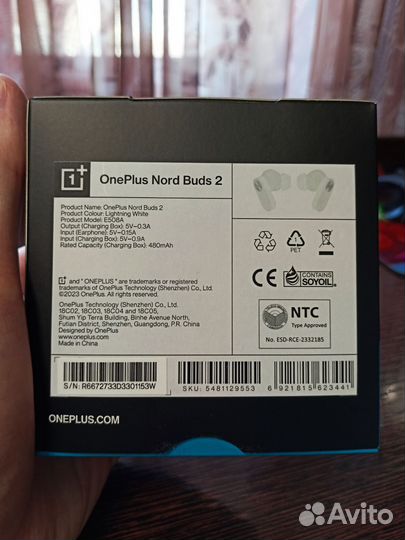 1+ OnePlus Nord Buds 2
Product Name: OnePlus Nord Buds 2
Product Colour: Lightning White
Product Model: E508A
Output (Charging Box): 5V⎓0.3A
Input (Earphone): 5V⎓0.15A
Input (Charging Box): 5V⎓0.9A
Rated Capacity (Charging Box): 480mAh
PET
CE CONTAINS SOYOIL
1+ " ONEPLUS" are trademarks or registered
trademarks of OnePlus Technology (Shenzhen) Co., Ltd.
©2023 OnePlus. All rights reserved.
OnePlus Technology (Shenzhen) Co., Ltd.
18C02, 18C03, 18C04 and 18C05,
Shum Yip Terra Building, Binhe Avenue North,
Futian District, Shenzhen, Guangdong, P.R. China
Designed by OnePlus
www.oneplus.com
Made in China
NTC
Type Approved
No. ESD-RCE-2332185
S/N: R6672733D3301153W
SKU: 5481129553
6 921815 623441
ONEPLUS.COM
Avito